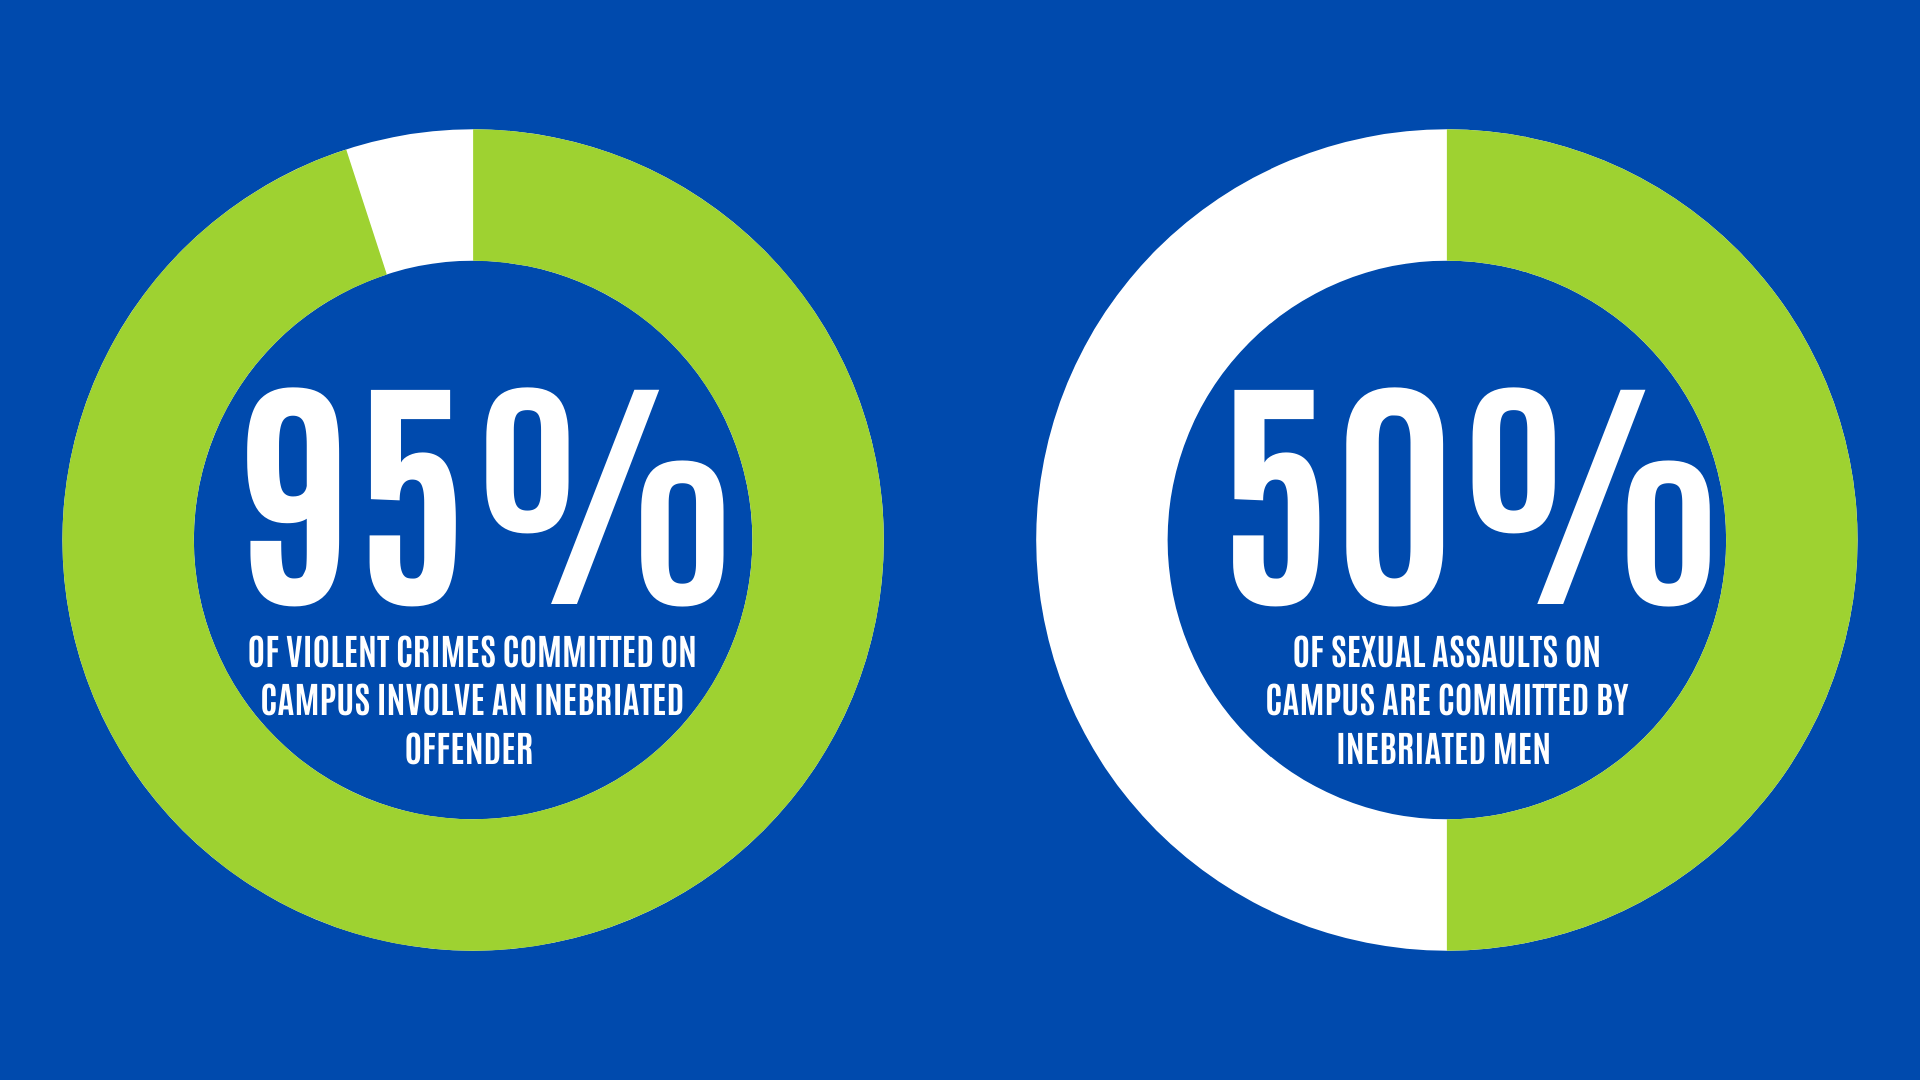 95%
OF VIOLENT CRIMES COMMITTED ON
CAMPUS INVOLVE AN INEBRIATED
OFFENDER
50%
OF SEXUAL ASSAULTS ON
CAMPUS ARE COMMITTED BY
INEBRIATED MEN